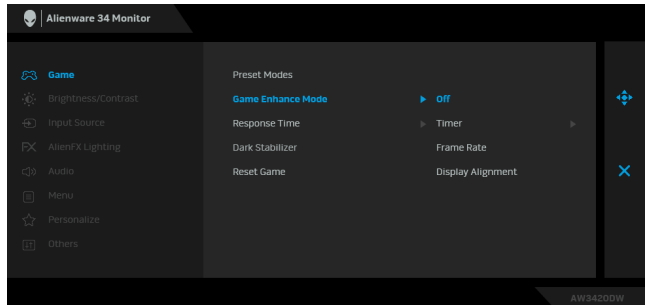 Alienware 34 Monitor
Game
Brightness/Contrast
Input Source
AlienFX Lighting
Audio
Menu
Personalize
Others
Preset Modes
Game Enhance Mode
Off
Response Time
Timer
Dark Stabilizer
Frame Rate
Reset Game
Display Alignment
AW3420DW